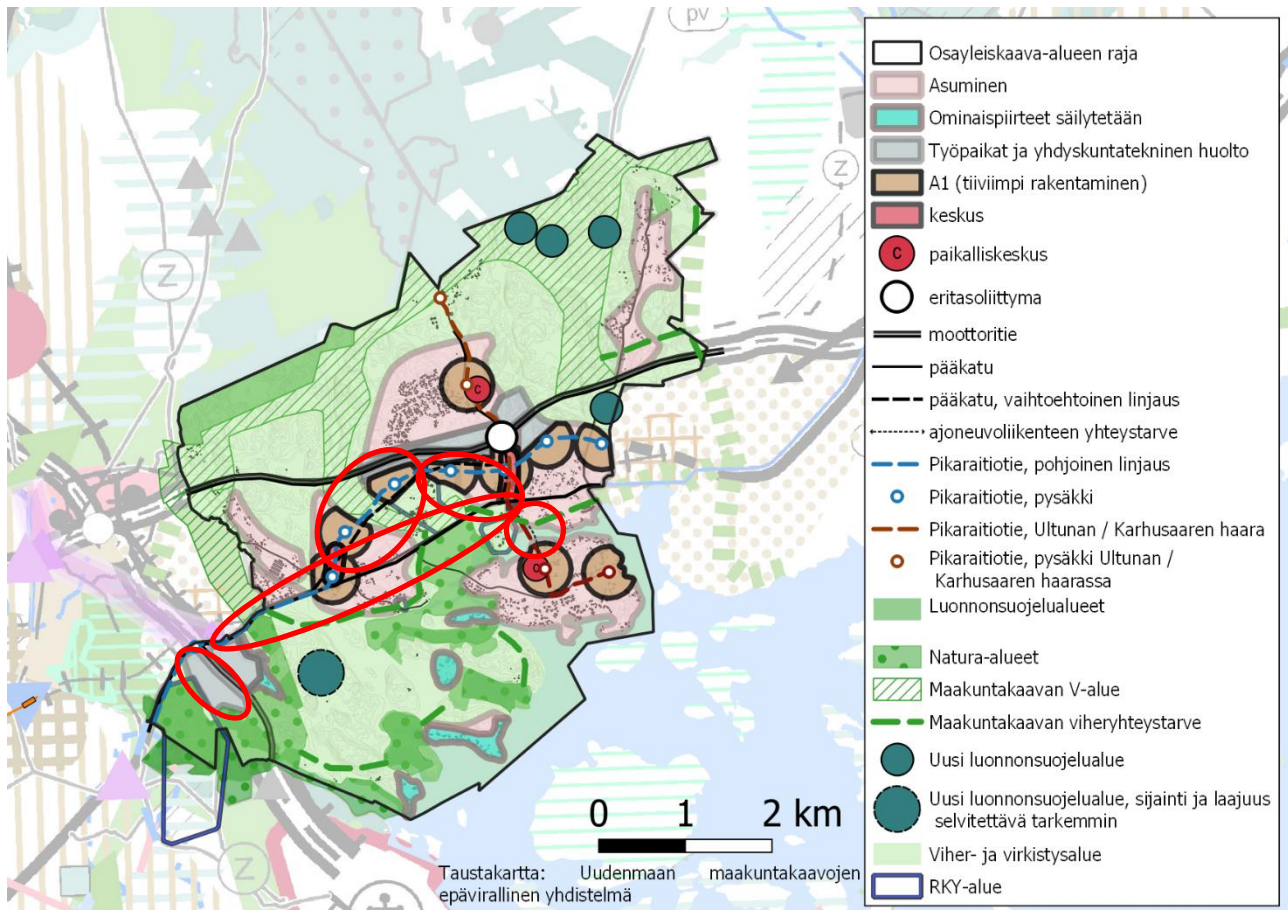 pv
Z
Z
Z
C
C
0 1 2 km
Taustakartta: Uudenmaan maakuntakaavojen
epävirallinen yhdistelmä
Osayleiskaava-alueen raja
Asuminen
Ominaispiirteet säilytetään
Työpaikat ja yhdyskuntatekninen huolto
A1 (tiiviimpi rakentaminen)
keskus
C
paikalliskeskus
eritasoliittyma
moottoritie
pääkatu
pääkatu, vaihtoehtoinen linjaus
ajoneuvoliikenteen yhteystarve
Pikaraitiotie, pohjoinen linjaus
Pikaraitiotie, pysäkki
Pikaraitiotie, Ultunan / Karhusaaren haara
Pikaraitiotie, pysäkki Ultunan /
Karhusaaren haarassa
Luonnonsuojelualueet
Natura-alueet
Maakuntakaavan V-alue
Maakuntakaavan viheryhteystarve
Uusi luonnonsuojelualue
Uusi luonnonsuojelualue, sijainti ja laajuus
selvitettävä tarkemmin
Viher- ja virkistysalue
RKY-alue